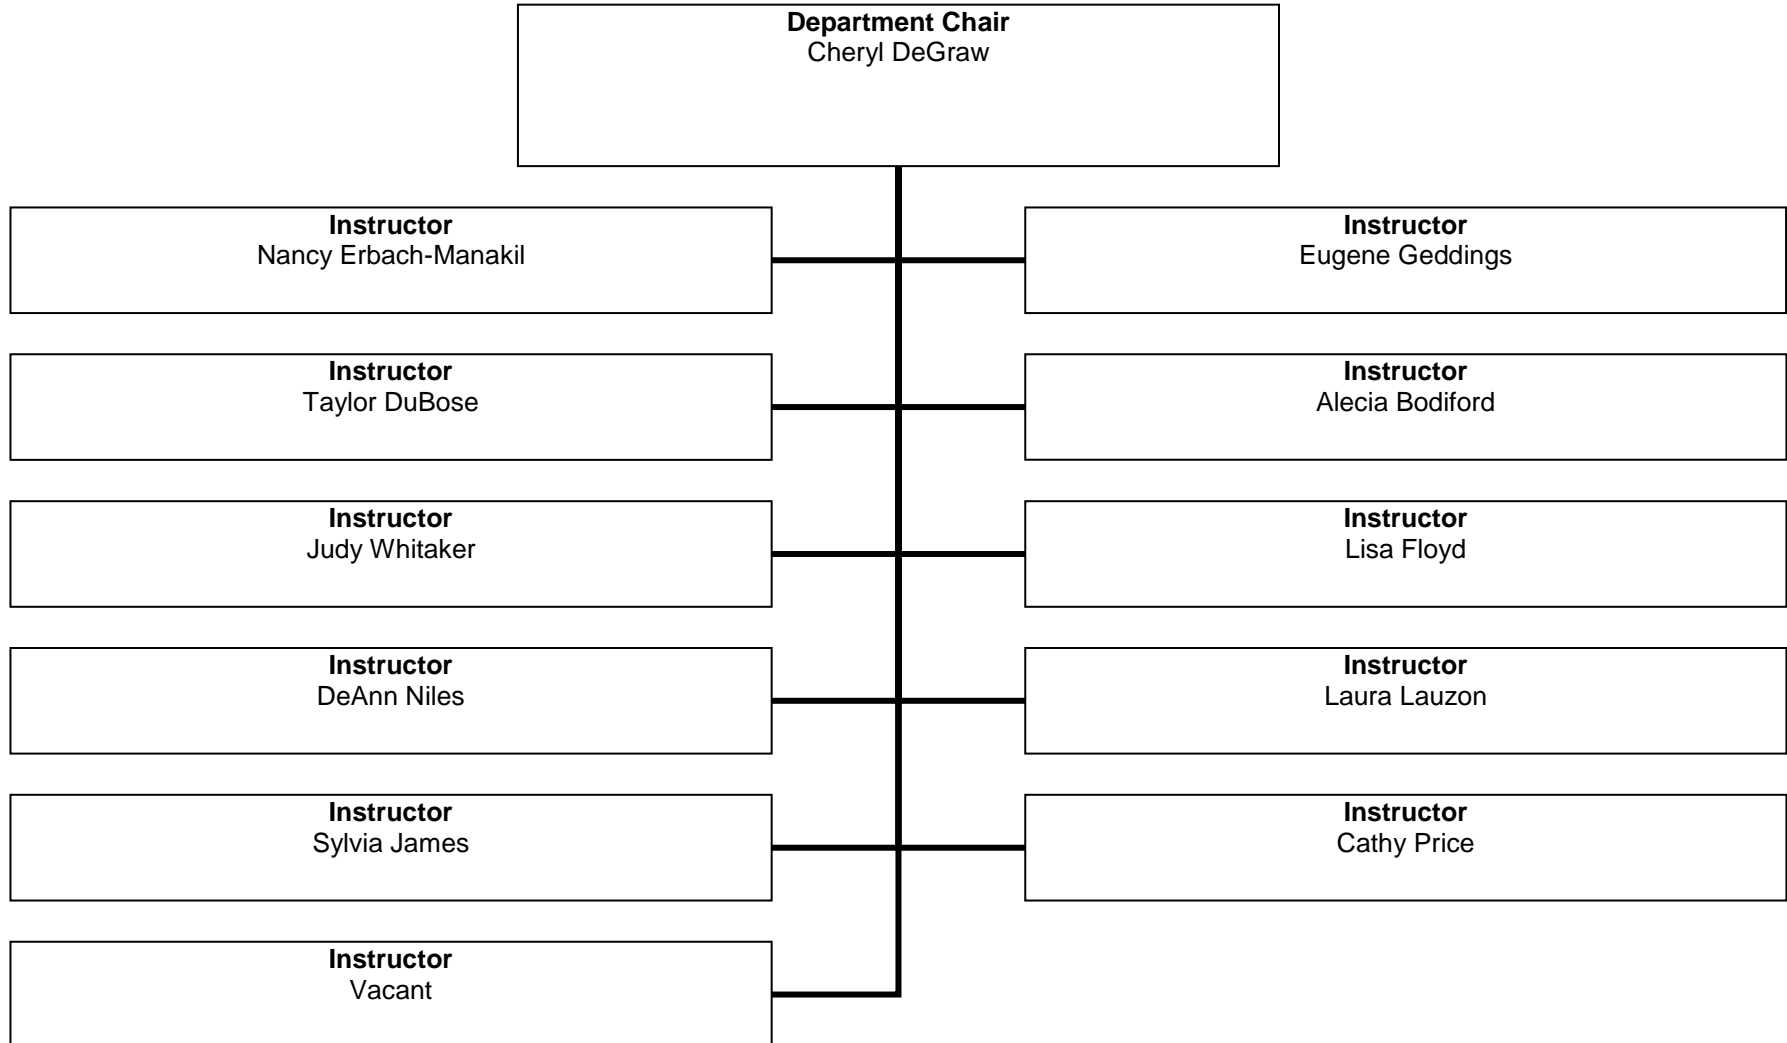 Department Chair
Cheryl DeGraw
Instructor
Nancy Erbach-Manakil
Instructor
Eugene Geddings
Instructor
Taylor DuBose
Instructor
Alecia Bodiford
Instructor
Judy Whitaker
Instructor
Lisa Floyd
Instructor
DeAnn Niles
Instructor
Laura Lauzon
Instructor
Sylvia James
Instructor
Cathy Price
Instructor
Vacant